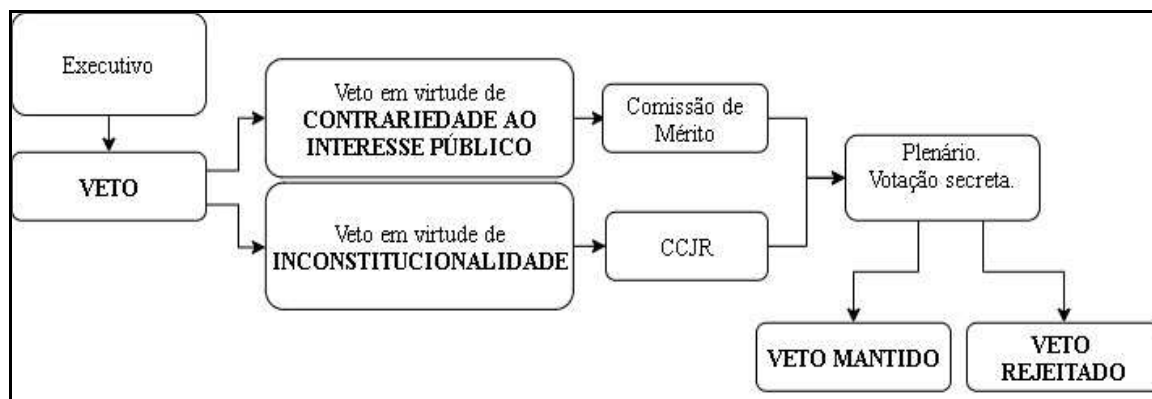 Executivo
VETO
Veto em virtude de
CONTRARIEDADE AO
INTERESSE PÚBLICO
Veto em virtude de
INCONSTITUCIONALIDADE
Comissão de
Mérito
CCJR
Plenário.
Votação secreta.
VETO MANTIDO
VETO
REJEITADO